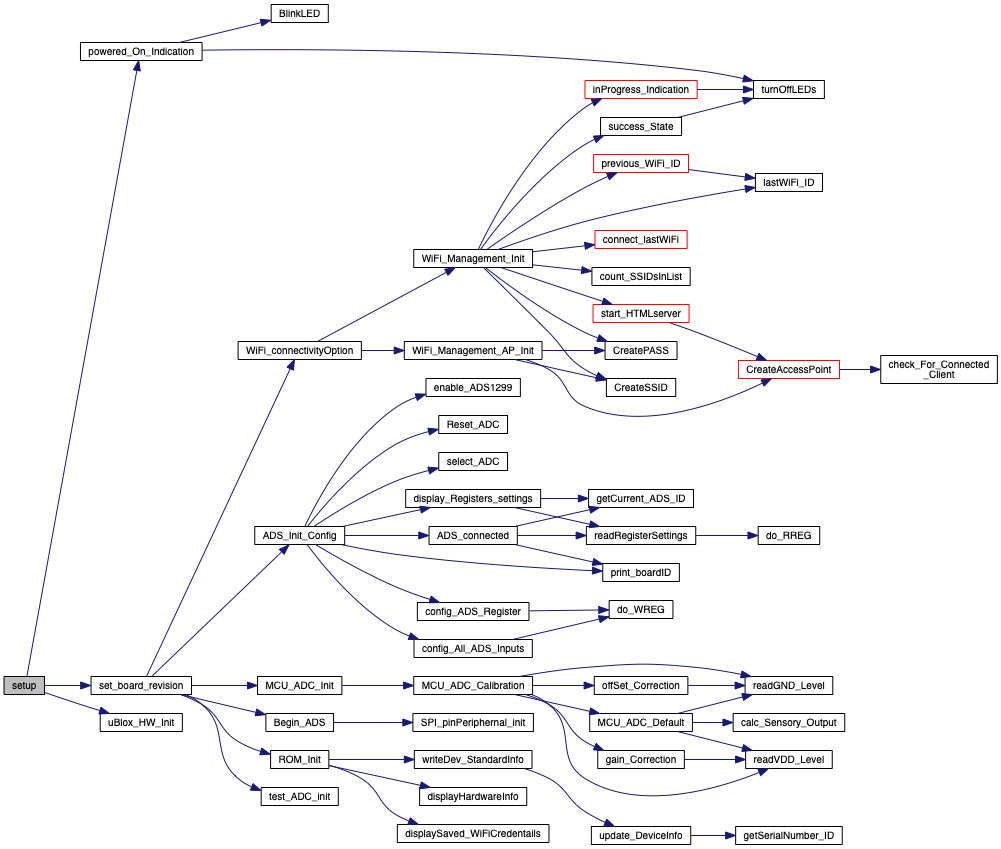 BlinkLED
powered_On_Indication
inProgress_Indication
turnOffLEDs
success_State
previous_WiFi_ID
lastWiFi_ID
connect_lastWiFi
WiFi_Management_Init
count_SSIDsInList
start_HTMLserver
WiFi_connectivityOption
WiFi_Management_AP_Init
CreatePASS
CreateAccessPoint
check_For_Connected
_Client
enable_ADS1299
CreateSSID
Reset_ADC
select_ADC
display_Registers_settings
getCurrent_ADS_ID
ADS_Init_Config
ADS_connected
readRegisterSettings
do_RREG
print_boardID
config_ADS_Register
do_WREG
config_All_ADS_Inputs
setup
set_board_revision
MCU_ADC_Init
MCU_ADC_Calibration
offSet_Correction
readGND_Level
uBlox_HW_Init
Begin_ADS
SPI_pinPeriphernal_init
MCU_ADC_Default
calc_Sensory_Output
ROM_Init
writeDev_StandardInfo
gain_Correction
readVDD_Level
test_ADC_init
displayHardwareInfo
displaySaved_WiFiCredentails
update_DeviceInfo
getSerialNumber_ID